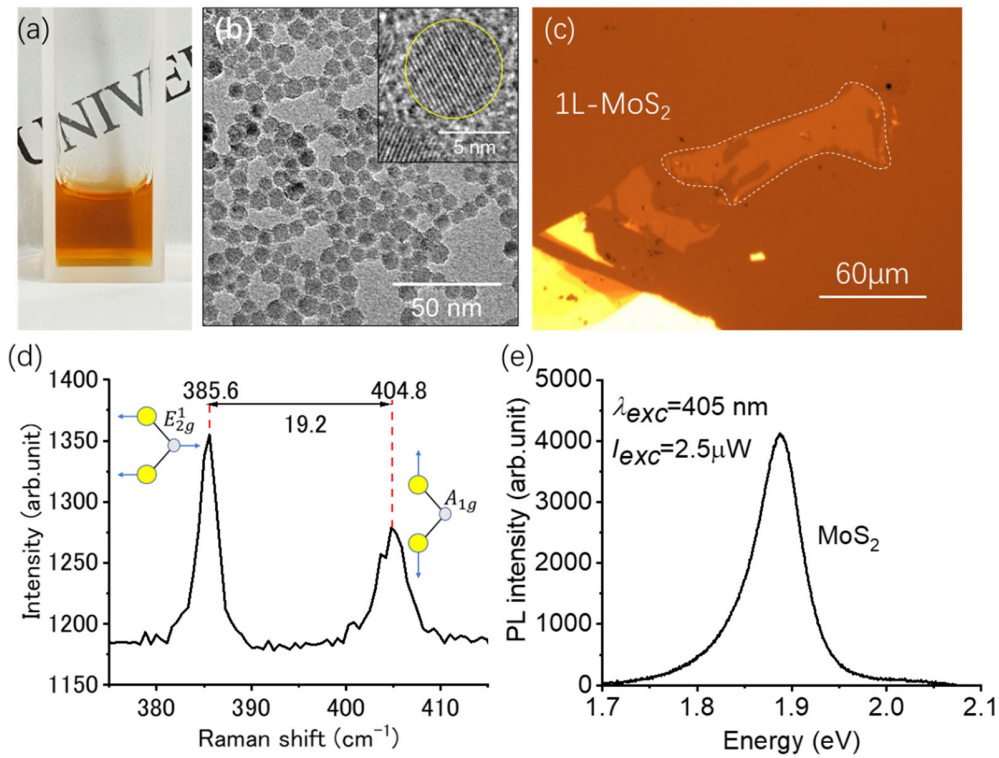 (a)
UNIVE
(b)
5 nm
50 nm
(c)
1L-MoS₂
60μm
(d)
1400
1350
1300
1250
1200
1150
Intensity (arb.unit)
385.6
404.8
19.2
E¹₂g
A₁g
380
390
400
410
Raman shift (cm⁻¹)
(e)
5000
4000
3000
2000
1000
0
PL intensity (arb.unit)
λexc=405 nm
Iexc=2.5μW
MoS₂
1.7
1.8
1.9
2.0
2.1
Energy (eV)